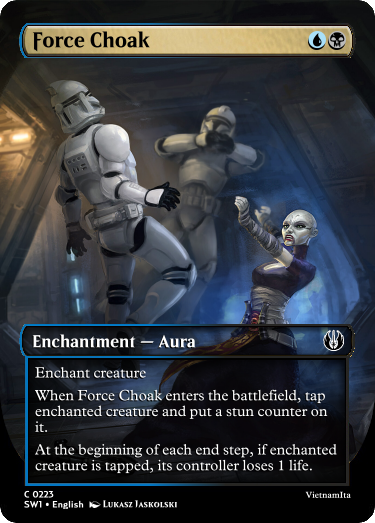 Force Choak
Enchantment — Aura
Enchant creature
When Force Choak enters the battlefield, tap
enchanted creature and put a stun counter on
it.
At the beginning of each end step, if enchanted
creature is tapped, its controller loses 1 life.
C 0223
SW1 • English Lukasz Jaskolski
VietnamIta